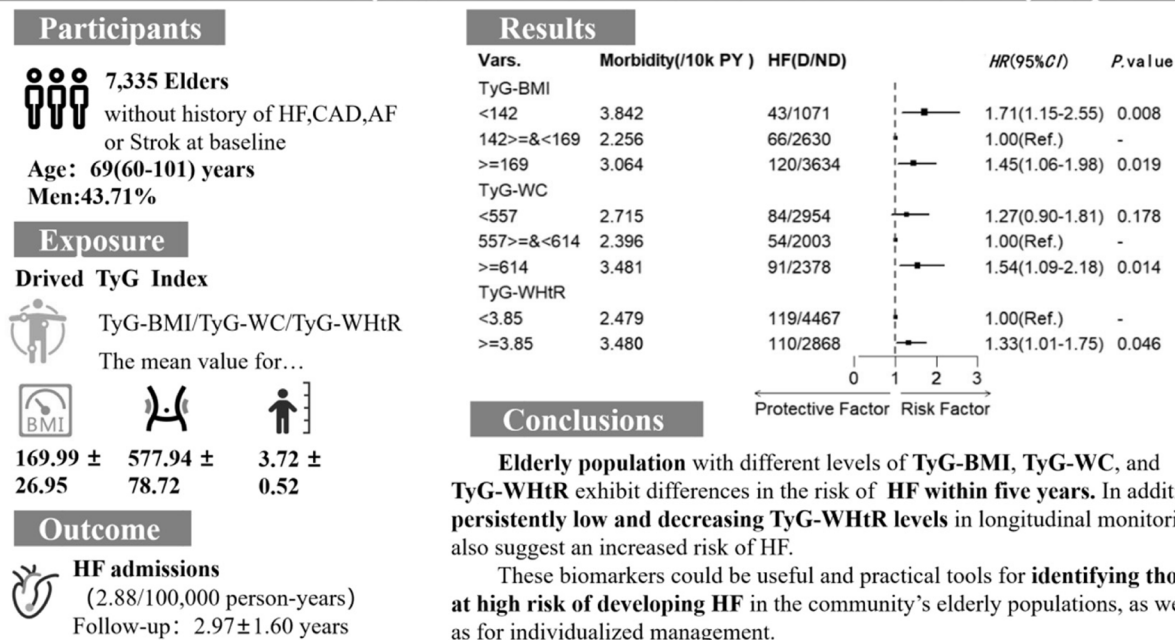 Participants
7,335 Elders
without history of HF,CAD,AF
or Strok at baseline
Age: 69(60-101) years
Men:43.71%
Exposure
Drived TyG Index
TyG-BMI/TyG-WC/TyG-WHtR
The mean value for…
BMI
169.99 ± 577.94 ± 3.72 ±
26.95 78.72 0.52
Outcome
HF admissions
(2.88/100,000 person-years)
Follow-up: 2.97±1.60 years
Results
Vars. Morbidity(/10k PY ) HF(D/ND) HR(95%CI) P.value
TyG-BMI
<142 3.842 43/1071 1.71(1.15-2.55) 0.008
142>=&<169 2.256 66/2630 1.00(Ref.) -
>=169 3.064 120/3634 1.45(1.06-1.98) 0.019
TyG-WC
<557 2.715 84/2954 1.27(0.90-1.81) 0.178
557>=&<614 2.396 54/2003 1.00(Ref.) -
>=614 3.481 91/2378 1.54(1.09-2.18) 0.014
TyG-WHtR
<3.85 2.479 119/4467 1.00(Ref.) -
>=3.85 3.480 110/2868 1.33(1.01-1.75) 0.046
0 1 2 3
Protective Factor Risk Factor
Conclusions
Elderly population with different levels of TyG-BMI, TyG-WC, and
TyG-WHtR exhibit differences in the risk of HF within five years. In addit
persistently low and decreasing TyG-WHtR levels in longitudinal monitori
also suggest an increased risk of HF.
These biomarkers could be useful and practical tools for identifying tho
at high risk of developing HF in the community's elderly populations, as we
as for individualized management.